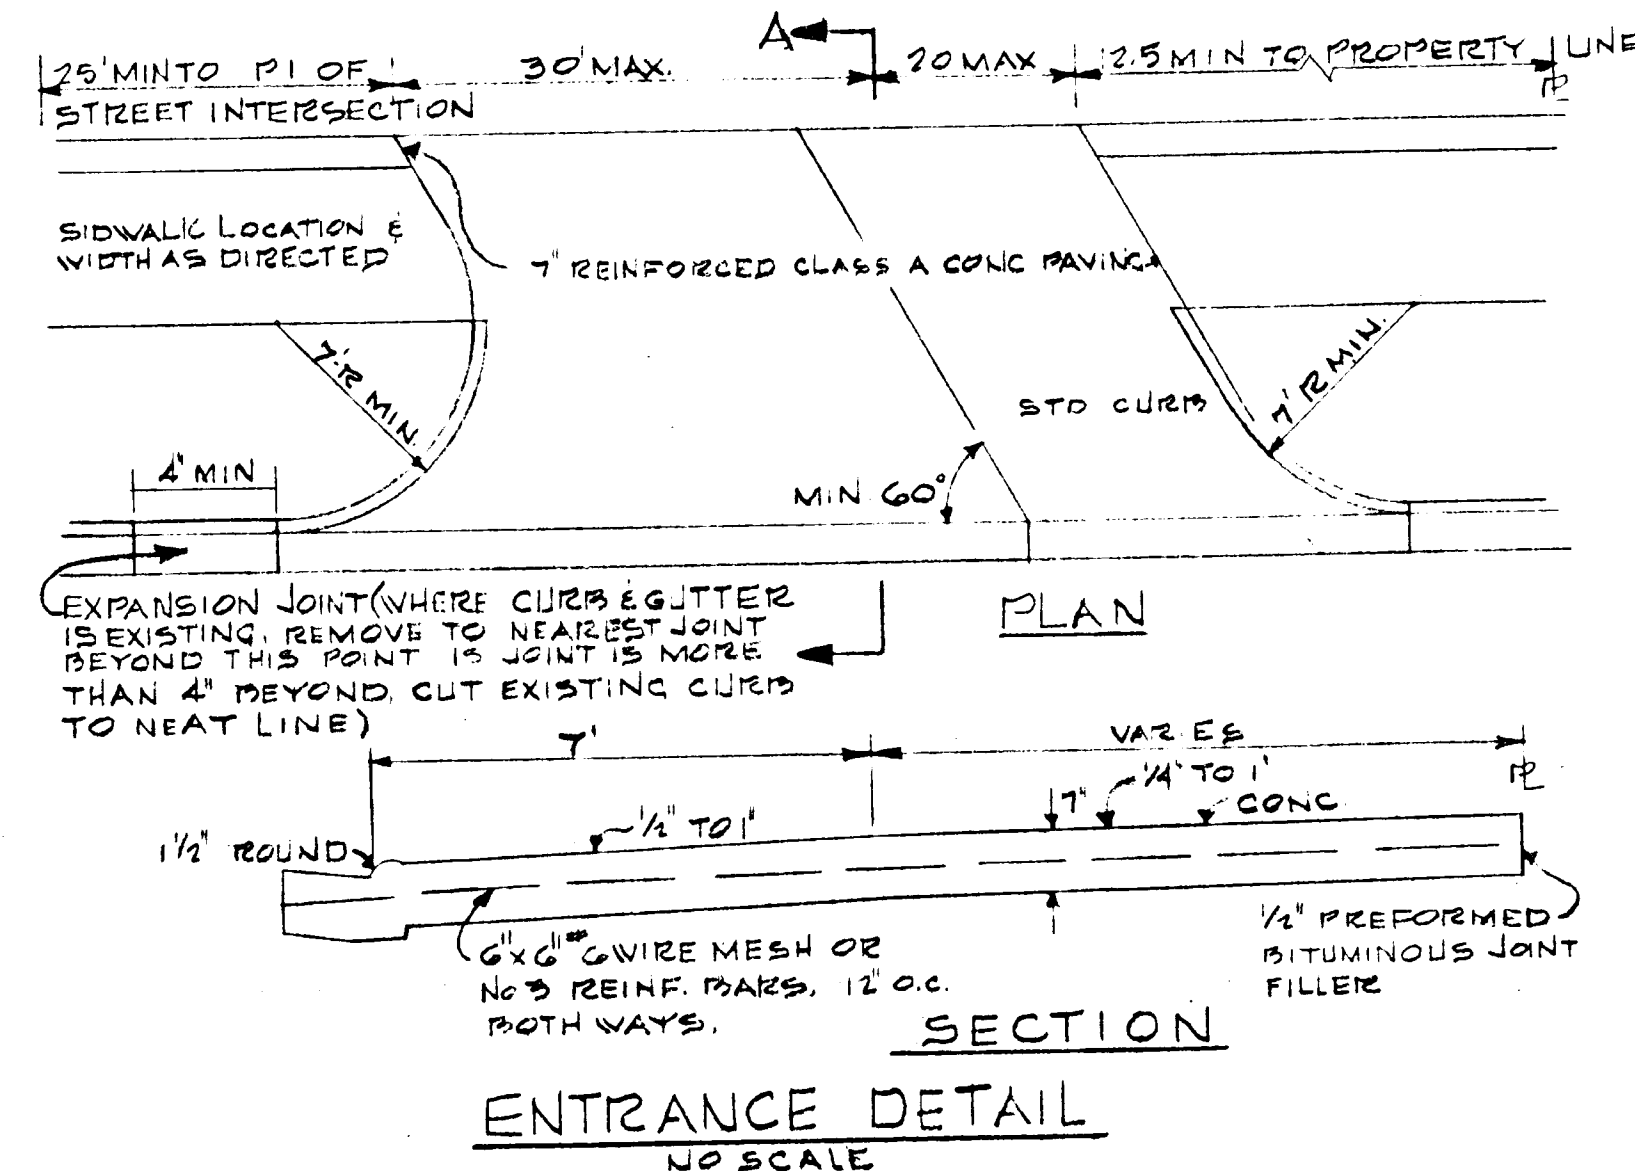 A
25' MIN TO PI OF
STREET INTERSECTION
30' MAX.
20 MAX
2.5 MIN TO PROPERTY LINE
PL
SIDWALK LOCATION &
WIDTH AS DIRECTED
7" REINFORCED CLASS A CONC PAVING
7' R MIN.
7' R MIN.
STD CURB
4" MIN
MIN 60°
EXPANSION JOINT (WHERE CURB & GUTTER
IS EXISTING, REMOVE TO NEAREST JOINT
BEYOND THIS POINT IS JOINT IS MORE
THAN 4" BEYOND, CUT EXISTING CURB
TO NEAT LINE)
PLAN
7'
VARIES
PL
1/2" TO 1"
7"
1/4" TO 1'
CONC
1 1/2" ROUND
6"x6" #6 WIRE MESH OR
No 3 REINF. BARS, 12" O.C.
BOTH WAYS.
1/2" PREFORMED
BITUMINOUS JOINT
FILLER
SECTION
ENTRANCE DETAIL
NO SCALE